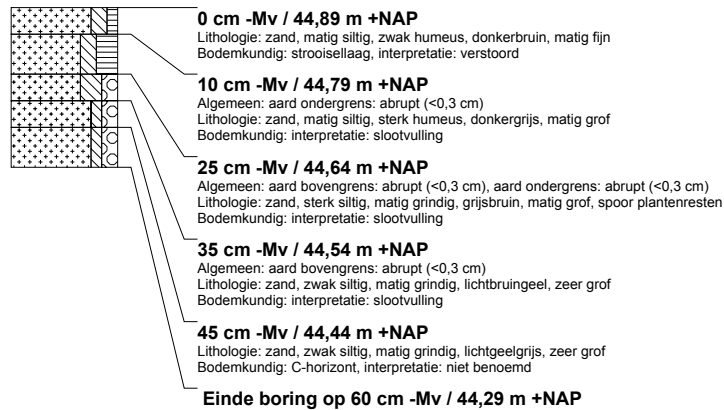 0 cm -Mv / 44,89 m +NAP
Lithologie: zand, matig siltig, zwak humeus, donkerbruin, matig fijn
Bodemkundig: strooisellaag, interpretatie: verstoord
10 cm -Mv / 44,79 m +NAP
Algemeen: aard ondergrens: abrupt (<0,3 cm)
Lithologie: zand, matig siltig, sterk humeus, donkergrijs, matig grof
Bodemkundig: interpretatie: slootvulling
25 cm -Mv / 44,64 m +NAP
Algemeen: aard bovengrens: abrupt (<0,3 cm), aard ondergrens: abrupt (<0,3 cm)
Lithologie: zand, sterk siltig, matig grindig, grijsbruin, matig grof, spoor plantenresten
Bodemkundig: interpretatie: slootvulling
35 cm -Mv / 44,54 m +NAP
Algemeen: aard bovengrens: abrupt (<0,3 cm)
Lithologie: zand, zwak siltig, matig grindig, lichtbruingeel, zeer grof
Bodemkundig: interpretatie: slootvulling
45 cm -Mv / 44,44 m +NAP
Lithologie: zand, zwak siltig, matig grindig, lichtgeelgrijs, zeer grof
Bodemkundig: C-horizont, interpretatie: niet benoemd
Einde boring op 60 cm -Mv / 44,29 m +NAP